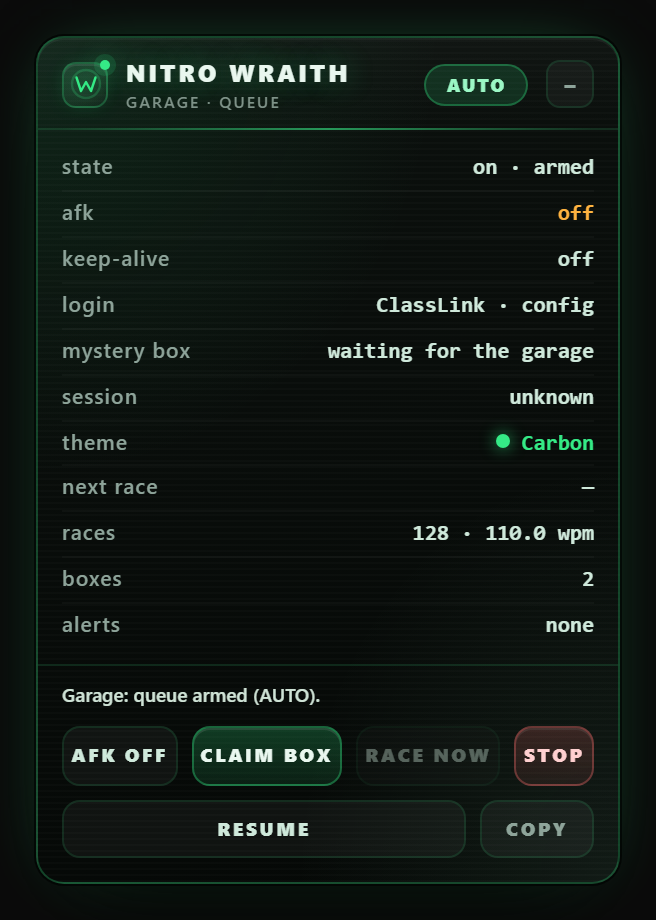 W
NITRO WRAITH
GARAGE · QUEUE
AUTO
–
state on · armed
afk off
keep-alive off
login ClassLink · config
mystery box waiting for the garage
session unknown
theme Carbon
next race —
races 128 · 110.0 wpm
boxes 2
alerts none
Garage: queue armed (AUTO).
AFK OFF CLAIM BOX RACE NOW STOP
RESUME COPY